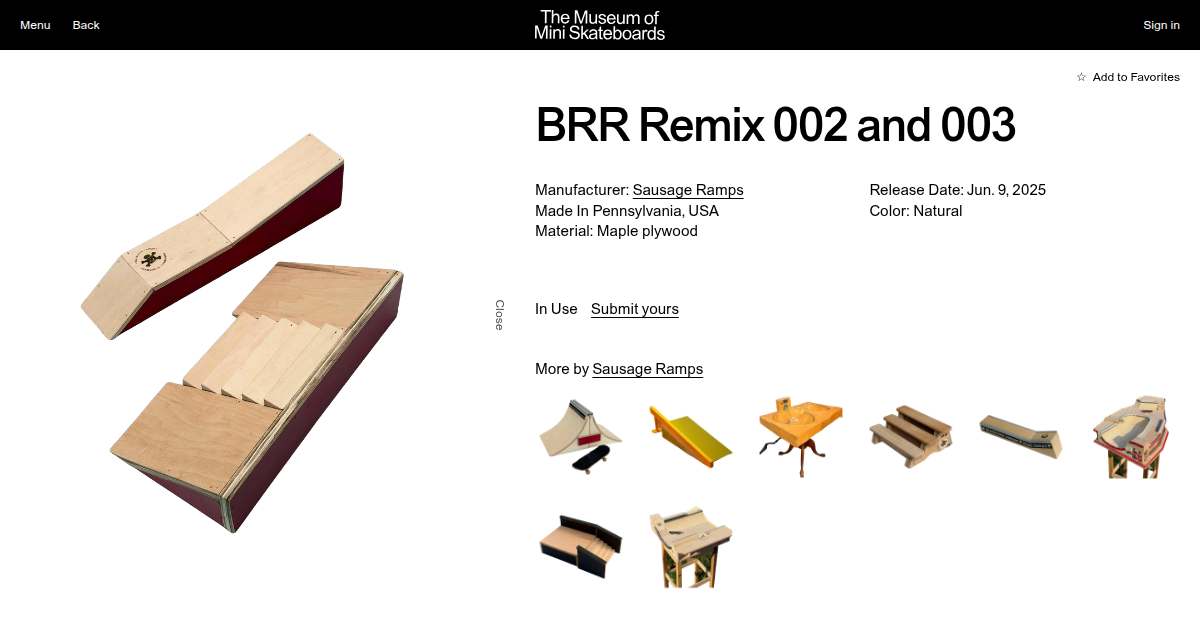 Menu
Back
The Museum of
Mini Skateboards
Sign in
☆ Add to Favorites
BRR Remix 002 and 003
Manufacturer: Sausage Ramps
Made In Pennsylvania, USA
Material: Maple plywood
Release Date: Jun. 9, 2025
Color: Natural
Close
In Use
Submit yours
More by Sausage Ramps